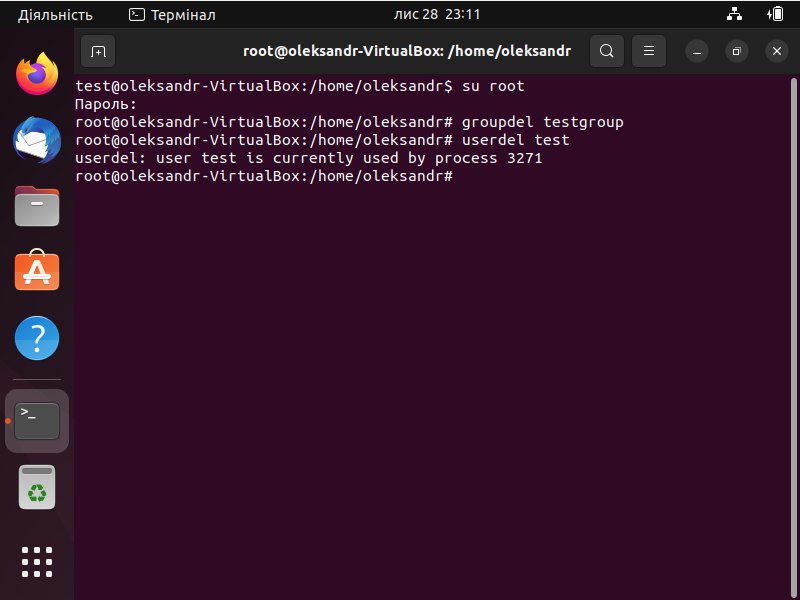 Діяльність
Термінал
лис 28 23:11
root@oleksandr-VirtualBox: /home/oleksandr
test@oleksandr-VirtualBox:/home/oleksandr$ su root
Пароль:
root@oleksandr-VirtualBox:/home/oleksandr# groupdel testgroup
root@oleksandr-VirtualBox:/home/oleksandr# userdel test
userdel: user test is currently used by process 3271
root@oleksandr-VirtualBox:/home/oleksandr#